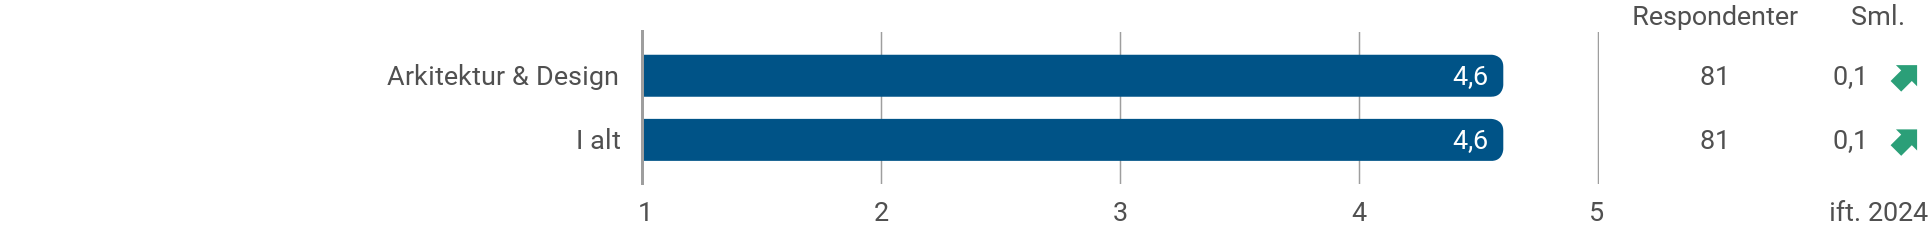 Respondenter Sml.
Arkitektur & Design 4,6 81 0,1
I alt 4,6 81 0,1
1 2 3 4 5 ift. 2024